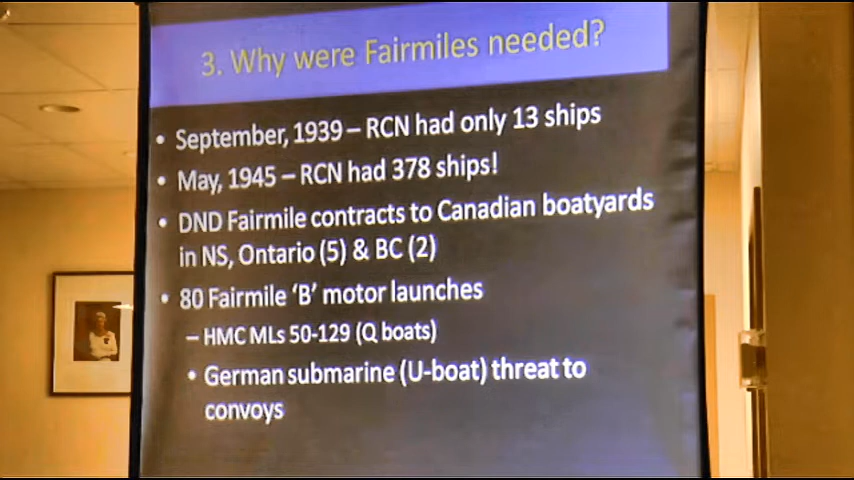 3. Why were Fairmiles needed?
• September, 1939 – RCN had only 13 ships
• May, 1945 – RCN had 378 ships!
• DND Fairmile contracts to Canadian boatyards
in NS, Ontario (5) & BC (2)
• 80 Fairmile ‘B’ motor launches
– HMC MLs 50-129 (Q boats)
• German submarine (U-boat) threat to
convoys